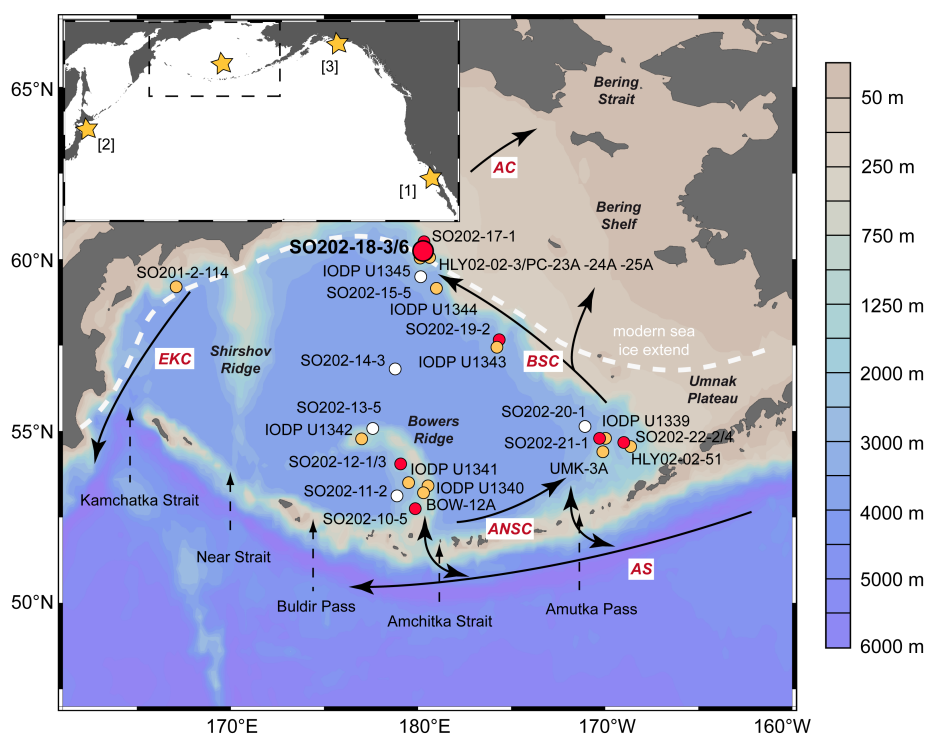 [3]
[2]
[1]
Bering
Strait
65°N
50 m
250 m
750 m
1250 m
2000 m
3000 m
4000 m
5000 m
6000 m
AC
Bering
Shelf
60°N
SO202-17-1
SO202-18-3/6
HLY02-02-3/PC-23A -24A -25A
IODP U1345
SO201-2-114
SO202-15-5
IODP U1344
SO202-19-2
modern sea
ice extend
IODP U1343
BSC
EKC
Shirshov
Ridge
SO202-14-3
Umnak
Plateau
SO202-13-5
SO202-20-1
IODP U1339
Bowers
Ridge
55°N
IODP U1342
SO202-21-1
SO202-22-2/4
HLY02-02-51
SO202-12-1/3
IODP U1341
UMK-3A
SO202-11-2
IODP U1340
BOW-12A
SO202-10-5
Kamchatka Strait
ANSC
Near Strait
AS
50°N
Buldir Pass
Amchitka Strait
Amutka Pass
170°E
180°E
170°W
160°W